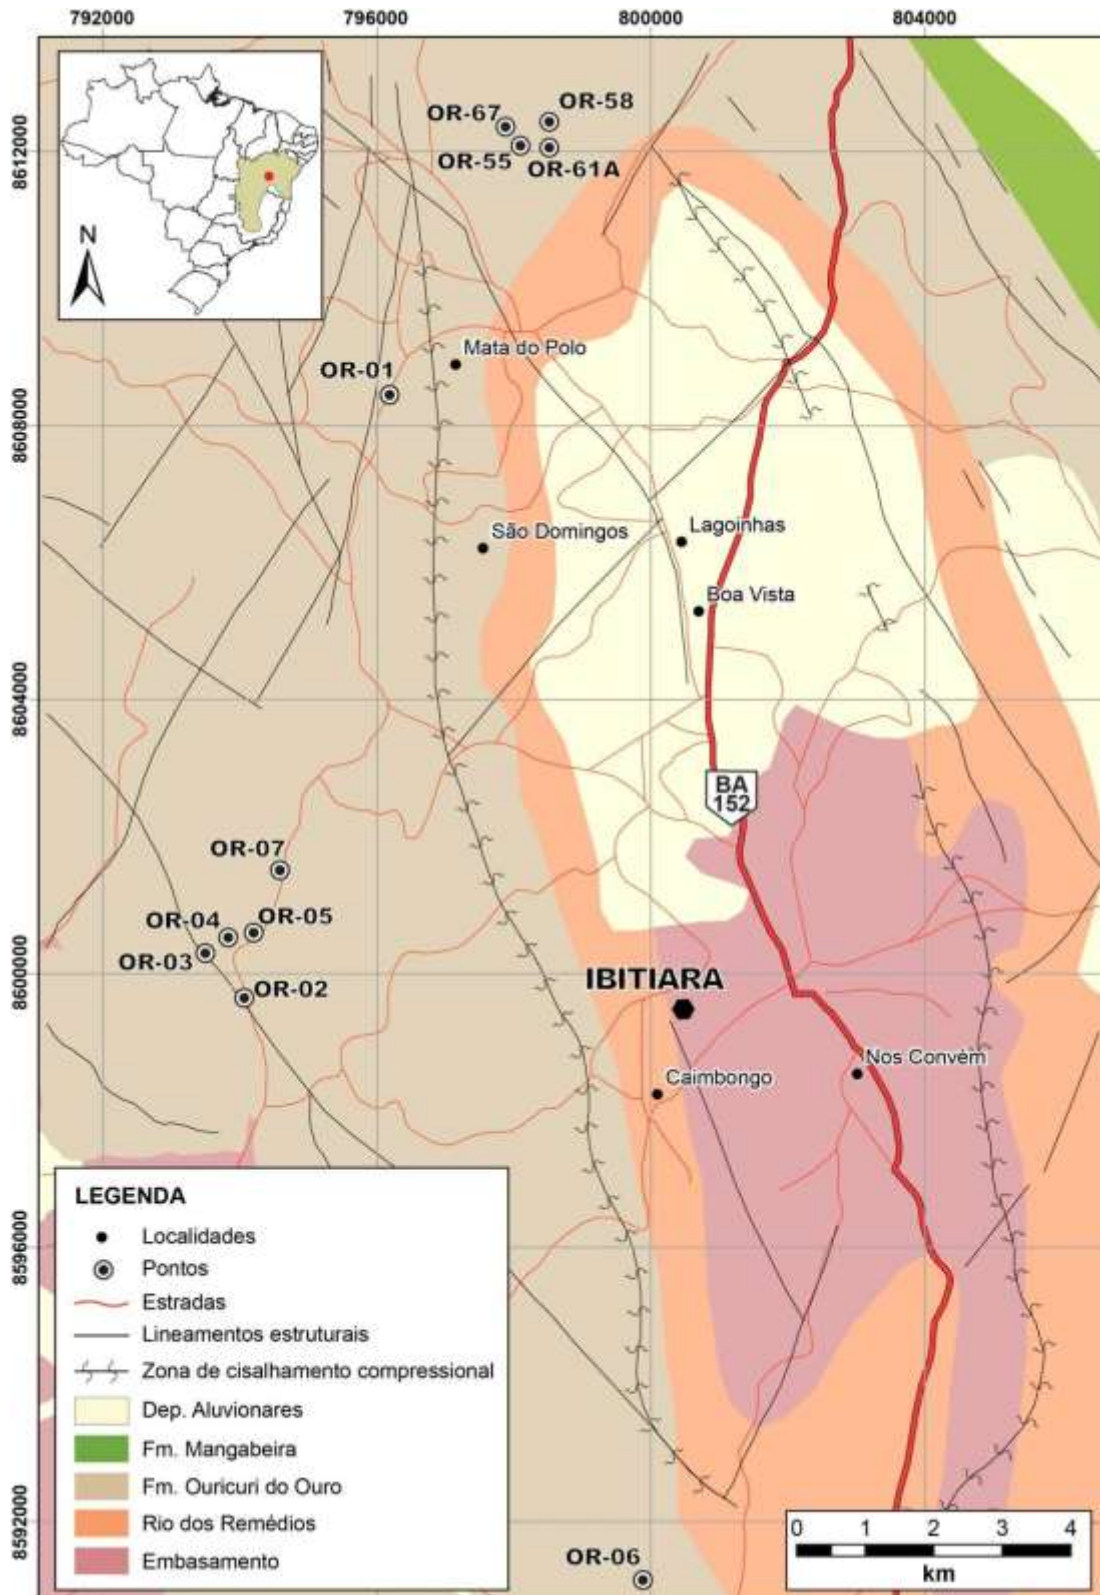 792000
796000
800000
804000
N
8612000
8608000
8604000
8600000
8596000
8592000
OR-67
OR-58
OR-55
OR-61A
OR-01
Mata do Polo
São Domingos
Lagoinhas
Boa Vista
BA
152
OR-07
OR-04
OR-05
OR-03
OR-02
IBITIARA
Nos Convém
Caimbongo
OR-06
LEGENDA
Localidades
Pontos
Estradas
Lineamentos estruturais
Zona de cisalhamento compressional
Dep. Aluvionares
Fm. Mangabeira
Fm. Ouricuri do Ouro
Rio dos Remédios
Embasamento
0 1 2 3 4
km